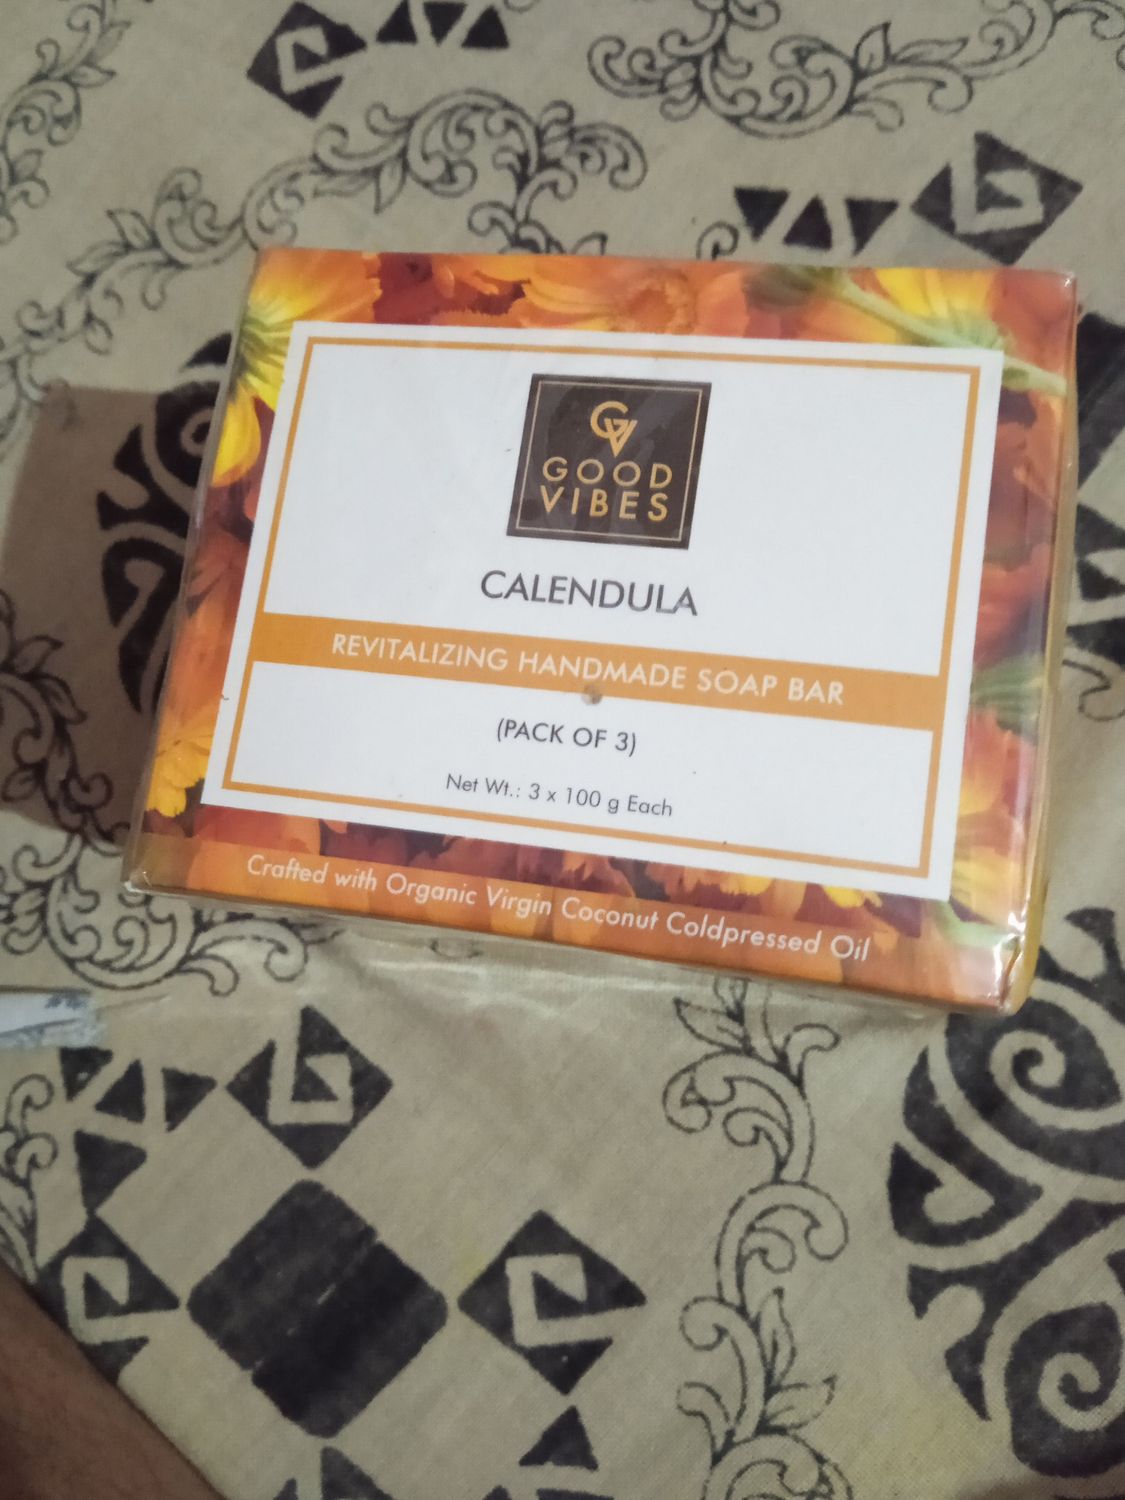 GV
GOOD
VIBES
CALENDULA
REVITALIZING HANDMADE SOAP BAR
(PACK OF 3)
Net Wt.: 3 x 100 g Each
Crafted with Organic Virgin Coconut Coldpressed Oil